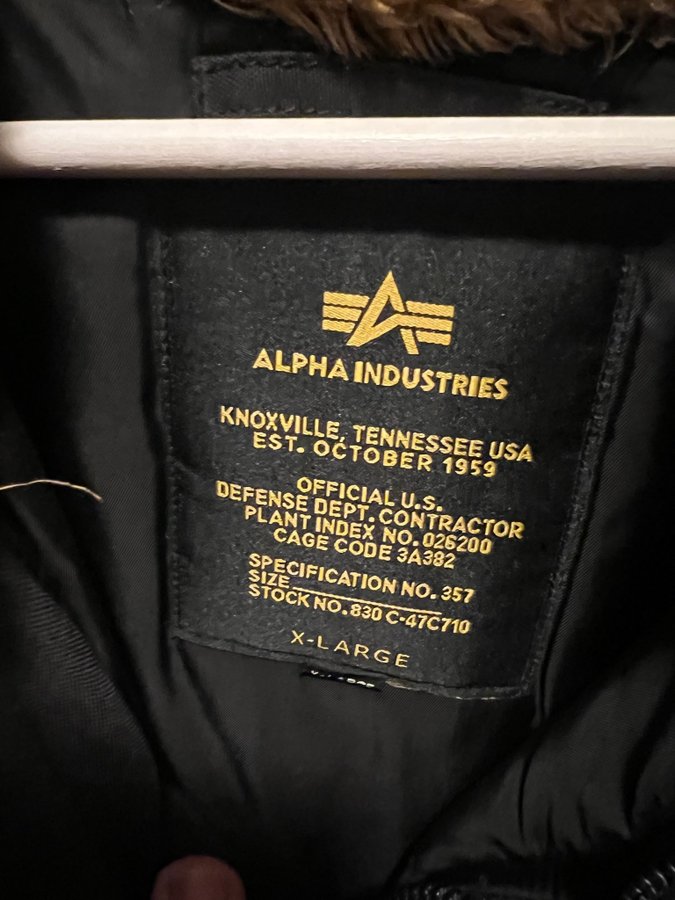 ALPHA INDUSTRIES
KNOXVILLE, TENNESSEE USA
EST. OCTOBER 1959
OFFICIAL U.S.
DEFENSE DEPT. CONTRACTOR
PLANT INDEX NO. 026200
CAGE CODE 3A382
SPECIFICATION NO. 357
SIZE
STOCK NO. 830 C-47C710
X-LARGE